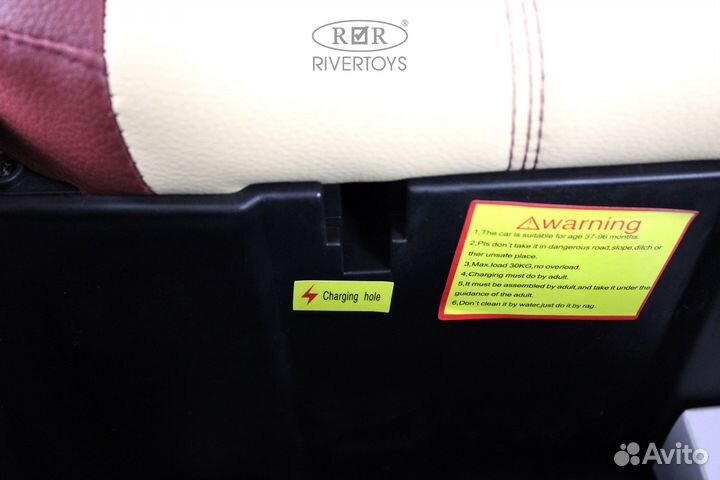 RR®
RIVERTOYS
⚠warning
1,The car is suitable for age 37-96 months.
2,Pls don't take it in dangerous road,slope,ditch or
ther unsafe place.
3,Max.load 30KG,no overload.
4,Charging must do by adult.
5,It must be assembled by adult,and take it under the
guidance of the adult.
6,Don't clean it by water,just do it by rag.
Charging hole
Avito